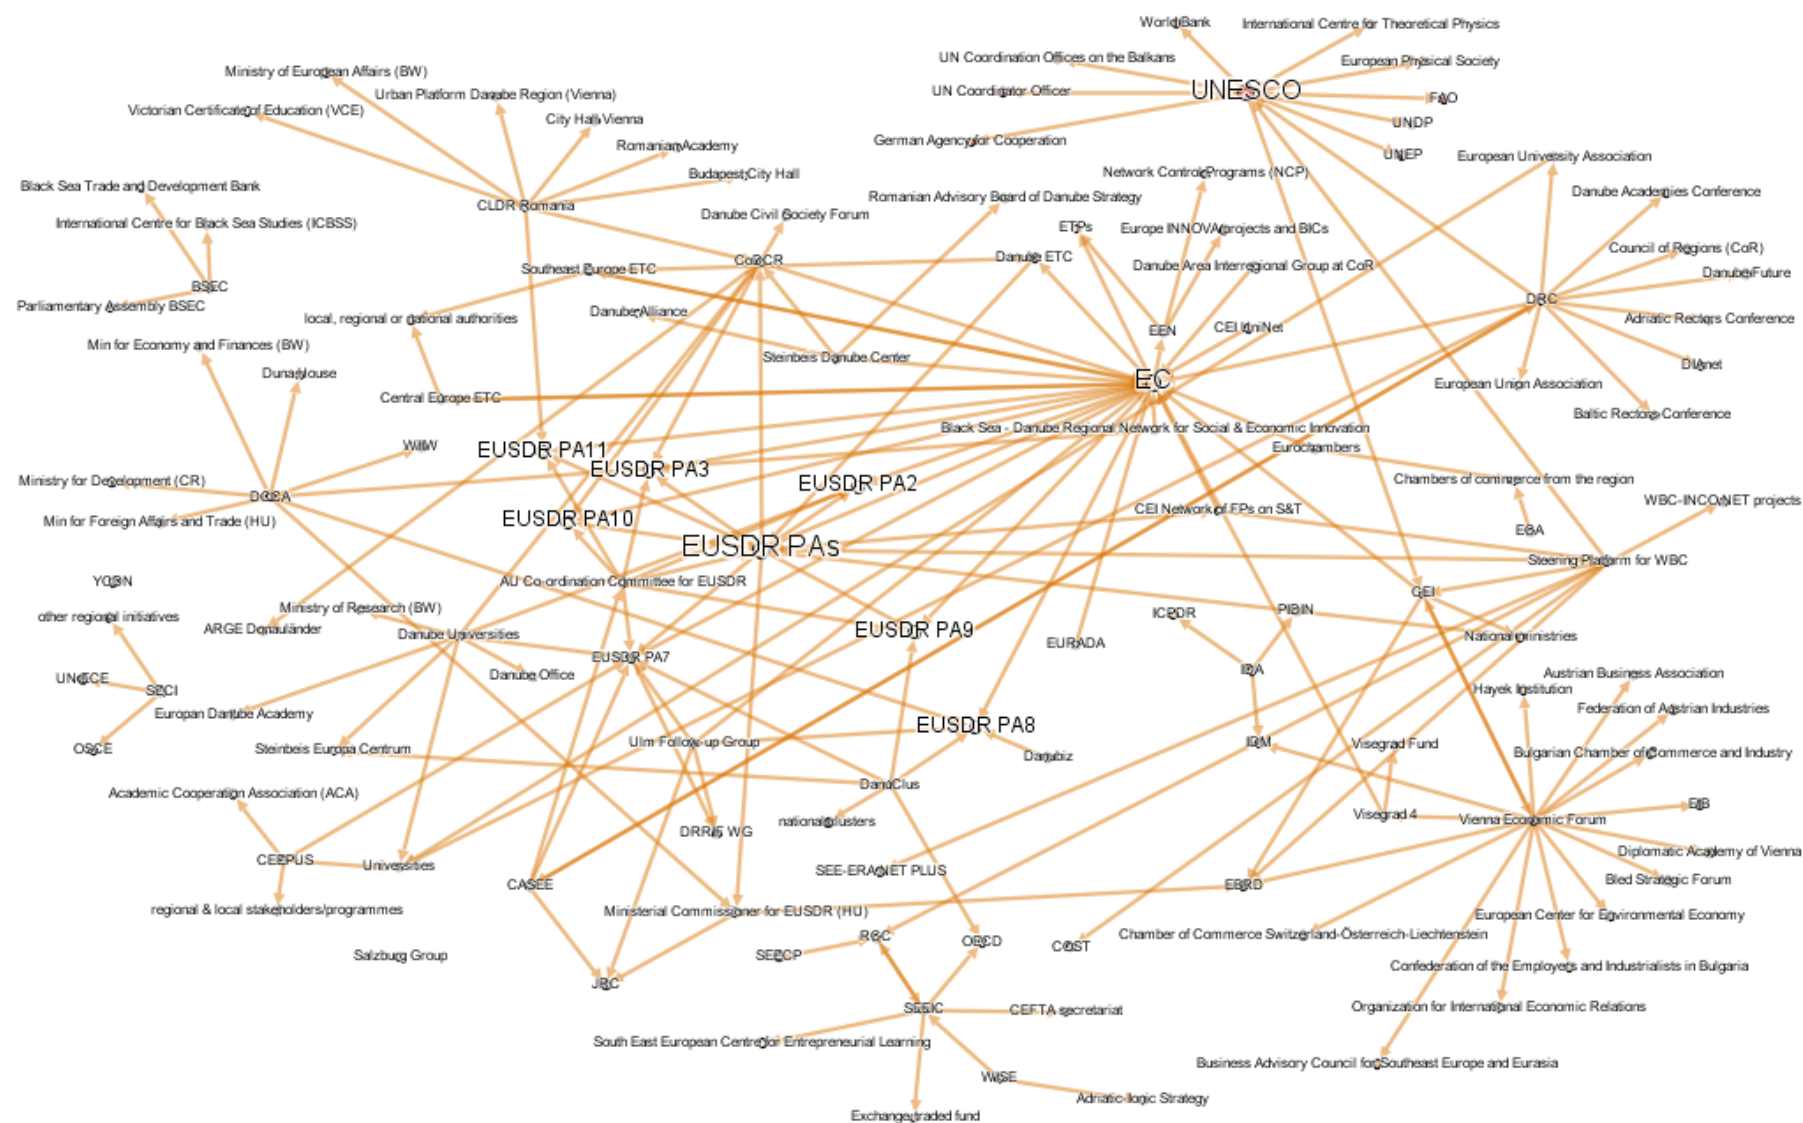 World Bank
International Centre for Theoretical Physics
UN Coordination Offices on the Balkans
European Physical Society
Ministry of European Affairs (BW)
UNESCO
UN Coordinator Officer
Urban Platform Danube Region (Vienna)
FAO
Victorian Certificate of Education (VCE)
City Hall Vienna
UNDP
German Agency for Cooperation
Romanian Academy
UNEP
European University Association
Budapest City Hall
Network Control Programs (NCP)
Black Sea Trade and Development Bank
Danube Academies Conference
Romanian Advisory Board of Danube Strategy
CLDR Romania
Danube Civil Society Forum
International Centre for Black Sea Studies (ICBSS)
ETPs
Europe INNOVA projects and BICs
Council of Regions (CoR)
Danube ETC
CoDCR
Danube Area Interregional Group at CoR
Southeast Europe ETC
Danube Future
BSEC
DRC
Parliamentary Assembly BSEC
Danube Alliance
local, regional or national authorities
Adriatic Rectors Conference
EEN
CEI UniNet
Min for Economy and Finances (BW)
Steinbeis Danube Center
DIAnet
Duna House
EC
European Union Association
Central Europe ETC
Baltic Rectors Conference
Black Sea - Danube Regional Network for Social & Economic Innovation
WiIW
EUSDR PA11
Eurochambers
EUSDR PA3
Ministry for Development (CR)
EUSDR PA2
Chambers of commerce from the region
DCCA
WBC-INCO.NET projects
CEI Network of FPs on S&T
Min for Foreign Affairs and Trade (HU)
EUSDR PA10
EUSDR PAs
Steering Platform for WBC
AU Co-ordination Committee for EUSDR
CEI
Ministry of Research (BW)
ICPDR
PIBIN
other regional initiatives
ARGE Donauländer
Danube Universities
EUSDR PA9
EURADA
National ministries
EUSDR PA7
IDA
Danube Office
Austrian Business Association
UNECE
SECI
Hayek Institution
Europan Danube Academy
Federation of Austrian Industries
EUSDR PA8
OSCE
Steinbeis Europa Centrum
Ulm Follow-up Group
IDM
Visegrad Fund
Danubiz
Bulgarian Chamber of Commerce and Industry
DanuClus
Academic Cooperation Association (ACA)
EIB
national clusters
Visegrad 4
Vienna Economic Forum
DRRIS WG
CEEPUS
Universities
Diplomatic Academy of Vienna
SEE-ERA.NET PLUS
CASEE
EBRD
Bled Strategic Forum
regional & local stakeholders/programmes
Ministerial Commissioner for EUSDR (HU)
European Center for Environmental Economy
Chamber of Commerce Switzerland-Österreich-Liechtenstein
RCC
OECD
COST
Salzburg Group
SEECP
Confederation of the Employers and Industrialists in Bulgaria
JRC
SEEIC
CEFTA secretariat
Organization for International Economic Relations
South East European Centre for Entrepreneurial Learning
Business Advisory Council for Southeast Europe and Eurasia
WISE
Adriatic-Ionic Strategy
Exchange-traded fund